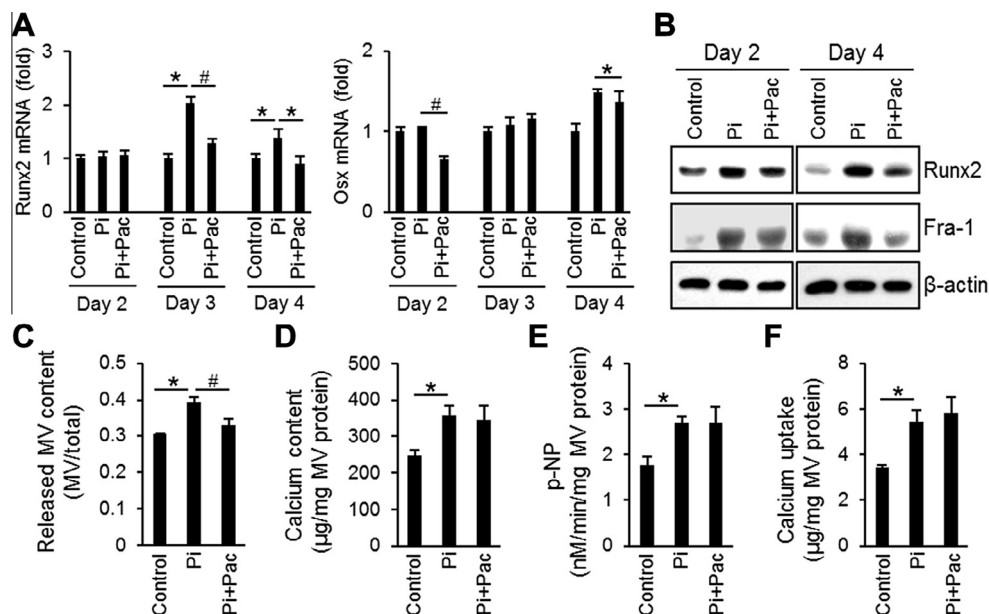 A
Runx2 mRNA (fold)
3
2
1
0
*
#
*
*
Control
Pi
Pi+Pac
Control
Pi
Pi+Pac
Control
Pi
Pi+Pac
Day 2
Day 3
Day 4
Osx mRNA (fold)
2
1
0
#
*
Control
Pi
Pi+Pac
Control
Pi
Pi+Pac
Control
Pi
Pi+Pac
Day 2
Day 3
Day 4
B
Day 2
Day 4
Control
Pi
Pi+Pac
Control
Pi
Pi+Pac
Runx2
Fra-1
β-actin
C
Released MV content
(MV/total)
0.5
0.4
0.3
0.2
0.1
0
*
#
Control
Pi
Pi+Pac
D
Calcium content
(µg/mg MV protein)
500
400
300
200
100
0
*
Control
Pi
Pi+Pac
E
p-NP
(nM/min/mg MV protein)
4
3
2
1
0
*
Control
Pi
Pi+Pac
F
Calcium uptake
(µg/mg MV protein)
8
6
4
2
0
*
Control
Pi
Pi+Pac